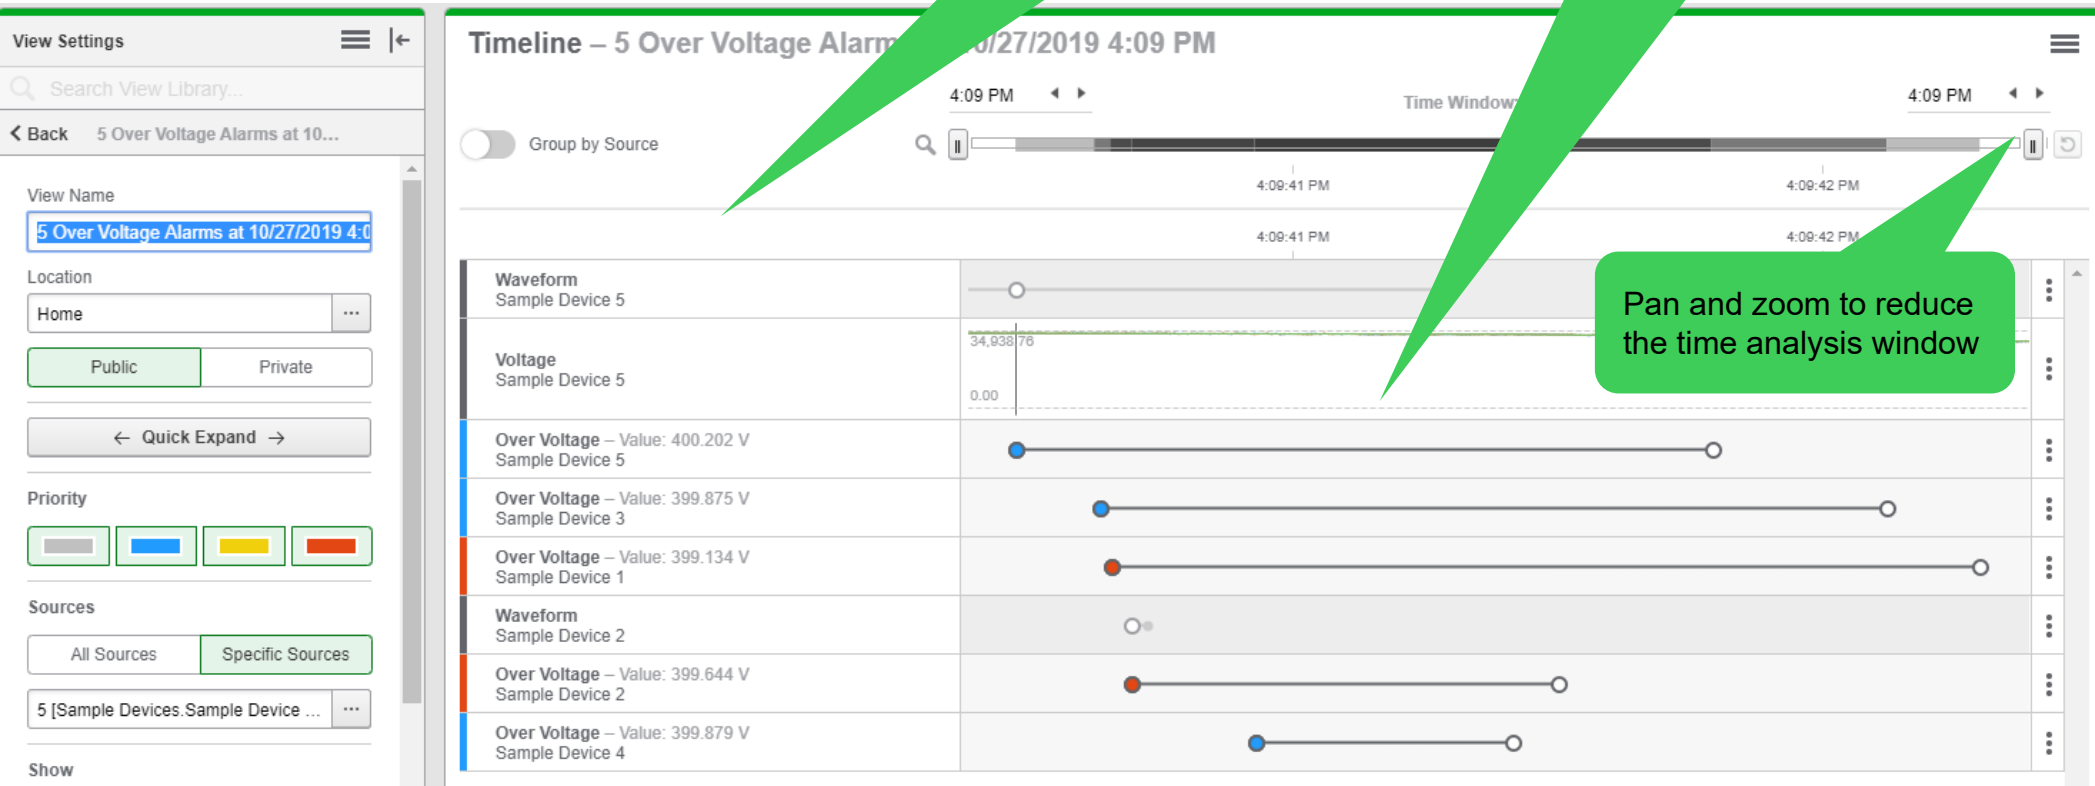 View Settings
Search View Library...
Back 5 Over Voltage Alarms at 10...
View Name
5 Over Voltage Alarms at 10/27/2019 4:0
Location
Home
...
Public Private
← Quick Expand →
Priority
Sources
All Sources Specific Sources
5 [Sample Devices.Sample Device ... ...
Show
Timeline – 5 Over Voltage Alarm 0/27/2019 4:09 PM
4:09 PM
Time Window:
4:09 PM
Group by Source
4:09:41 PM 4:09:42 PM
4:09:41 PM 4:09:42 PM
Waveform
Sample Device 5
Voltage
Sample Device 5
34,938.76
0.00
Over Voltage – Value: 400.202 V
Sample Device 5
Over Voltage – Value: 399.875 V
Sample Device 3
Over Voltage – Value: 399.134 V
Sample Device 1
Waveform
Sample Device 2
Over Voltage – Value: 399.644 V
Sample Device 2
Over Voltage – Value: 399.879 V
Sample Device 4
Pan and zoom to reduce
the time analysis window